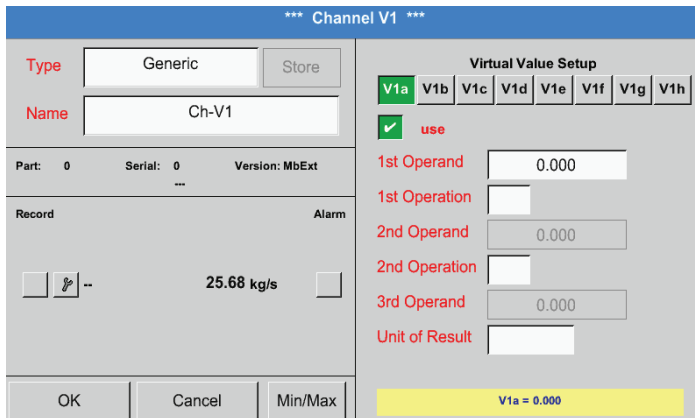 *** Channel V1 ***
Type Generic Store
Name Ch-V1
Part: 0 Serial: 0 Version: MbExt
---
Record Alarm
-- 25.68 kg/s
OK Cancel Min/Max
Virtual Value Setup
V1a V1b V1c V1d V1e V1f V1g V1h
use
1st Operand 0.000
1st Operation
2nd Operand 0.000
2nd Operation
3rd Operand 0.000
Unit of Result
V1a = 0.000